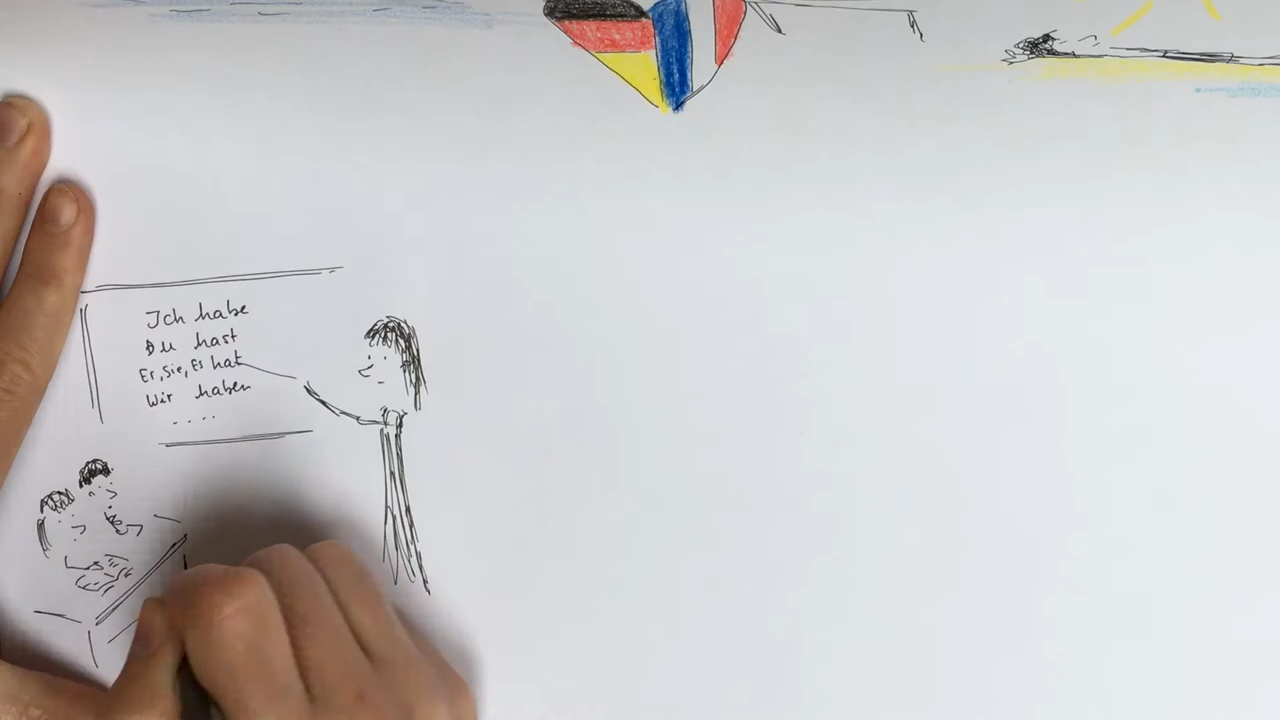 Ich habe
Du hast
Er, Sie, Es hat
Wir haben
....